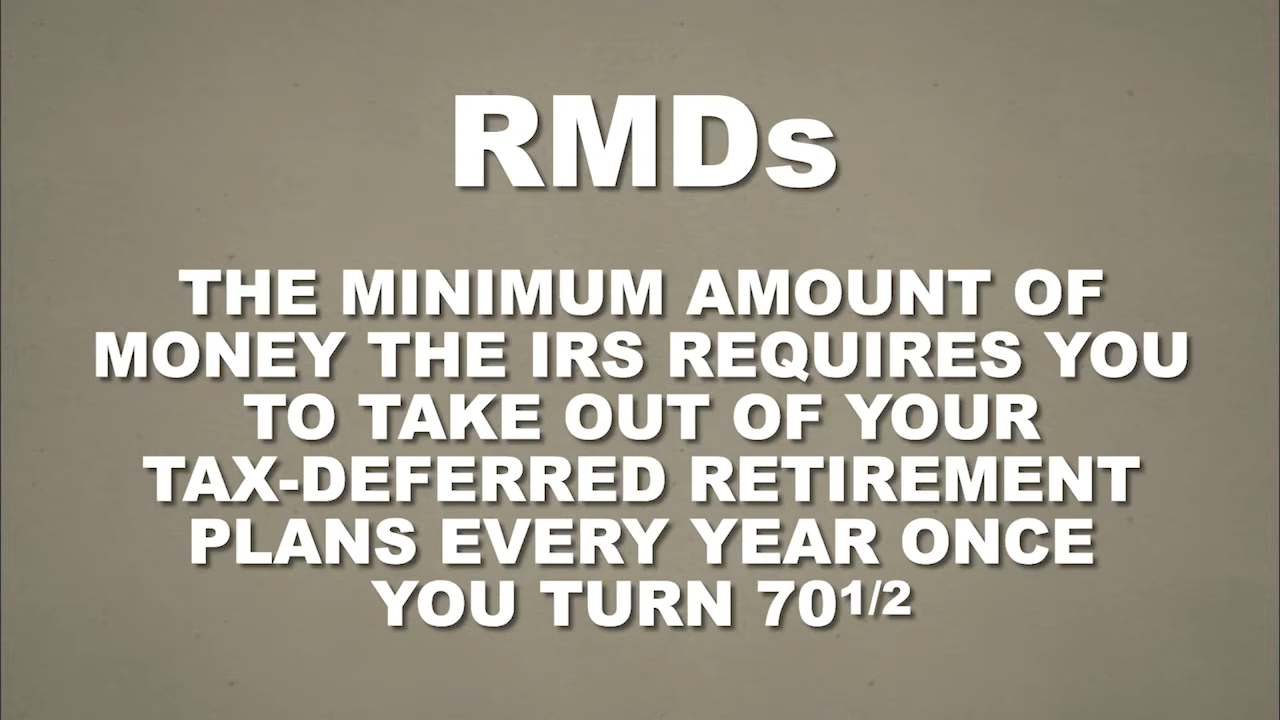 RMDs
THE MINIMUM AMOUNT OF
MONEY THE IRS REQUIRES YOU
TO TAKE OUT OF YOUR
TAX-DEFERRED RETIREMENT
PLANS EVERY YEAR ONCE
YOU TURN 701/2